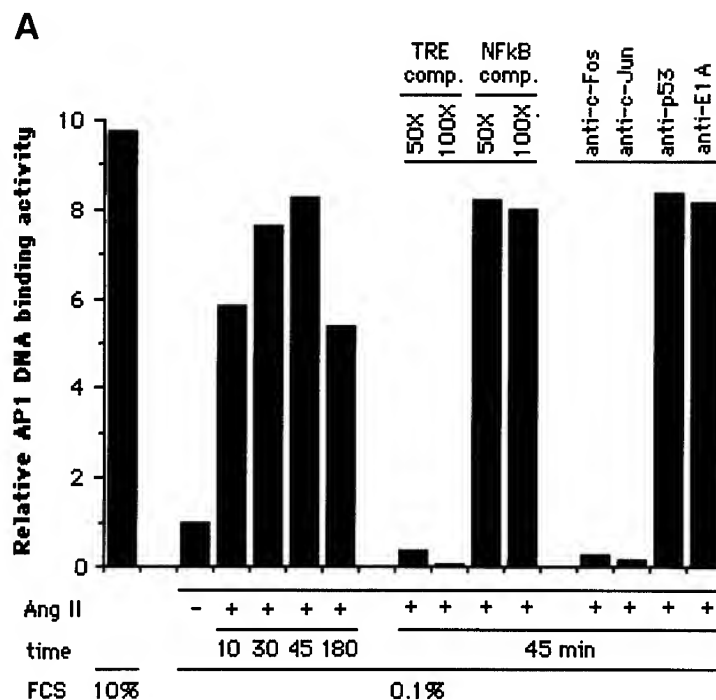 A
TRE comp.
NFkB comp.
50X
100X
50X
100X
anti-c-Fos
anti-c-Jun
anti-p53
anti-E1A
Relative AP1 DNA binding activity
10
8
6
4
2
0
Ang II - + + + + + + + + + + + +
time 10 30 45 180 45 min
FCS 10% 0.1%